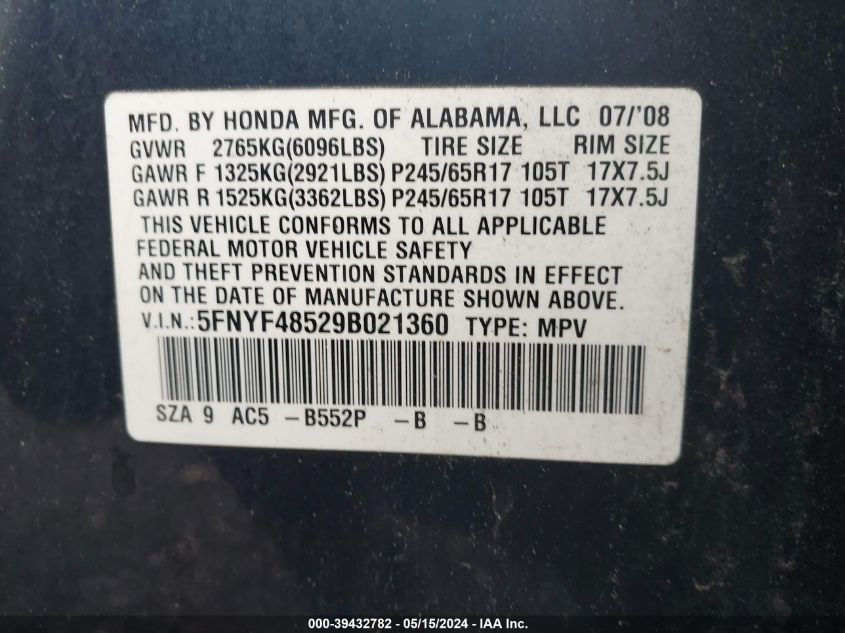 MFD. BY HONDA MFG. OF ALABAMA, LLC 07/'08
GVWR 2765KG(6096LBS) TIRE SIZE RIM SIZE
GAWR F 1325KG(2921LBS) P245/65R17 105T 17X7.5J
GAWR R 1525KG(3362LBS) P245/65R17 105T 17X7.5J
THIS VEHICLE CONFORMS TO ALL APPLICABLE
FEDERAL MOTOR VEHICLE SAFETY
AND THEFT PREVENTION STANDARDS IN EFFECT
ON THE DATE OF MANUFACTURE SHOWN ABOVE.
V.I.N.: 5FNYF48529B021360 TYPE: MPV
SZA 9 AC5 -B552P -B -B
000-39432782 - 05/15/2024 - IAA Inc.